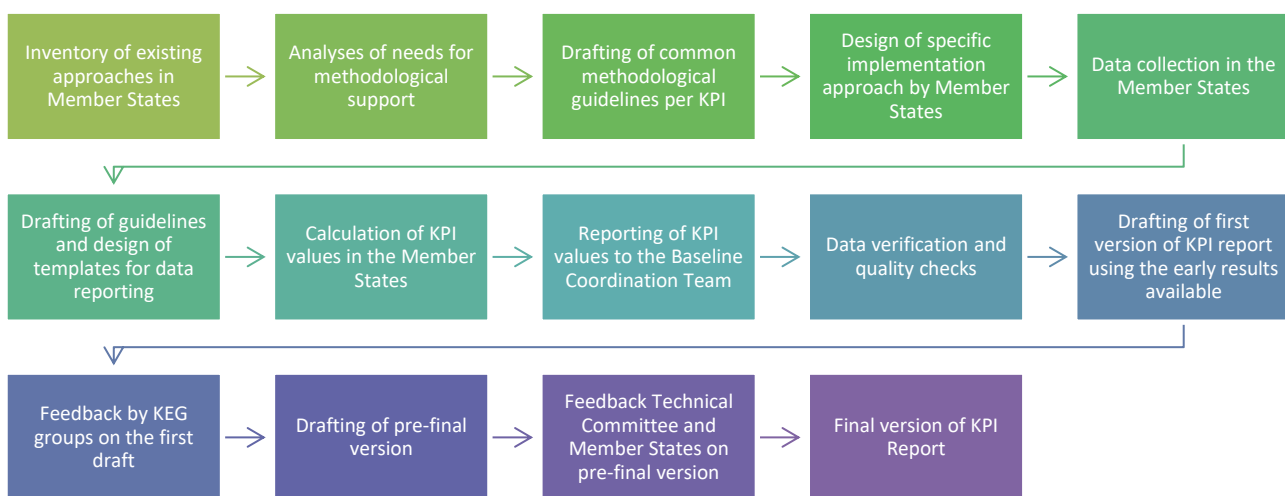 Inventory of existing
approaches in
Member States
Analyses of needs for
methodological
support
Drafting of common
methodological
guidelines per KPI
Design of specific
implementation
approach by Member
States
Data collection in the
Member States
Drafting of guidelines
and design of
templates for data
reporting
Calculation of KPI
values in the Member
States
Reporting of KPI
values to the Baseline
Coordination Team
Data verification and
quality checks
Drafting of first
version of KPI report
using the early results
available
Feedback by KEG
groups on the first
draft
Drafting of pre-final
version
Feedback Technical
Committee and
Member States on
pre-final version
Final version of KPI
Report